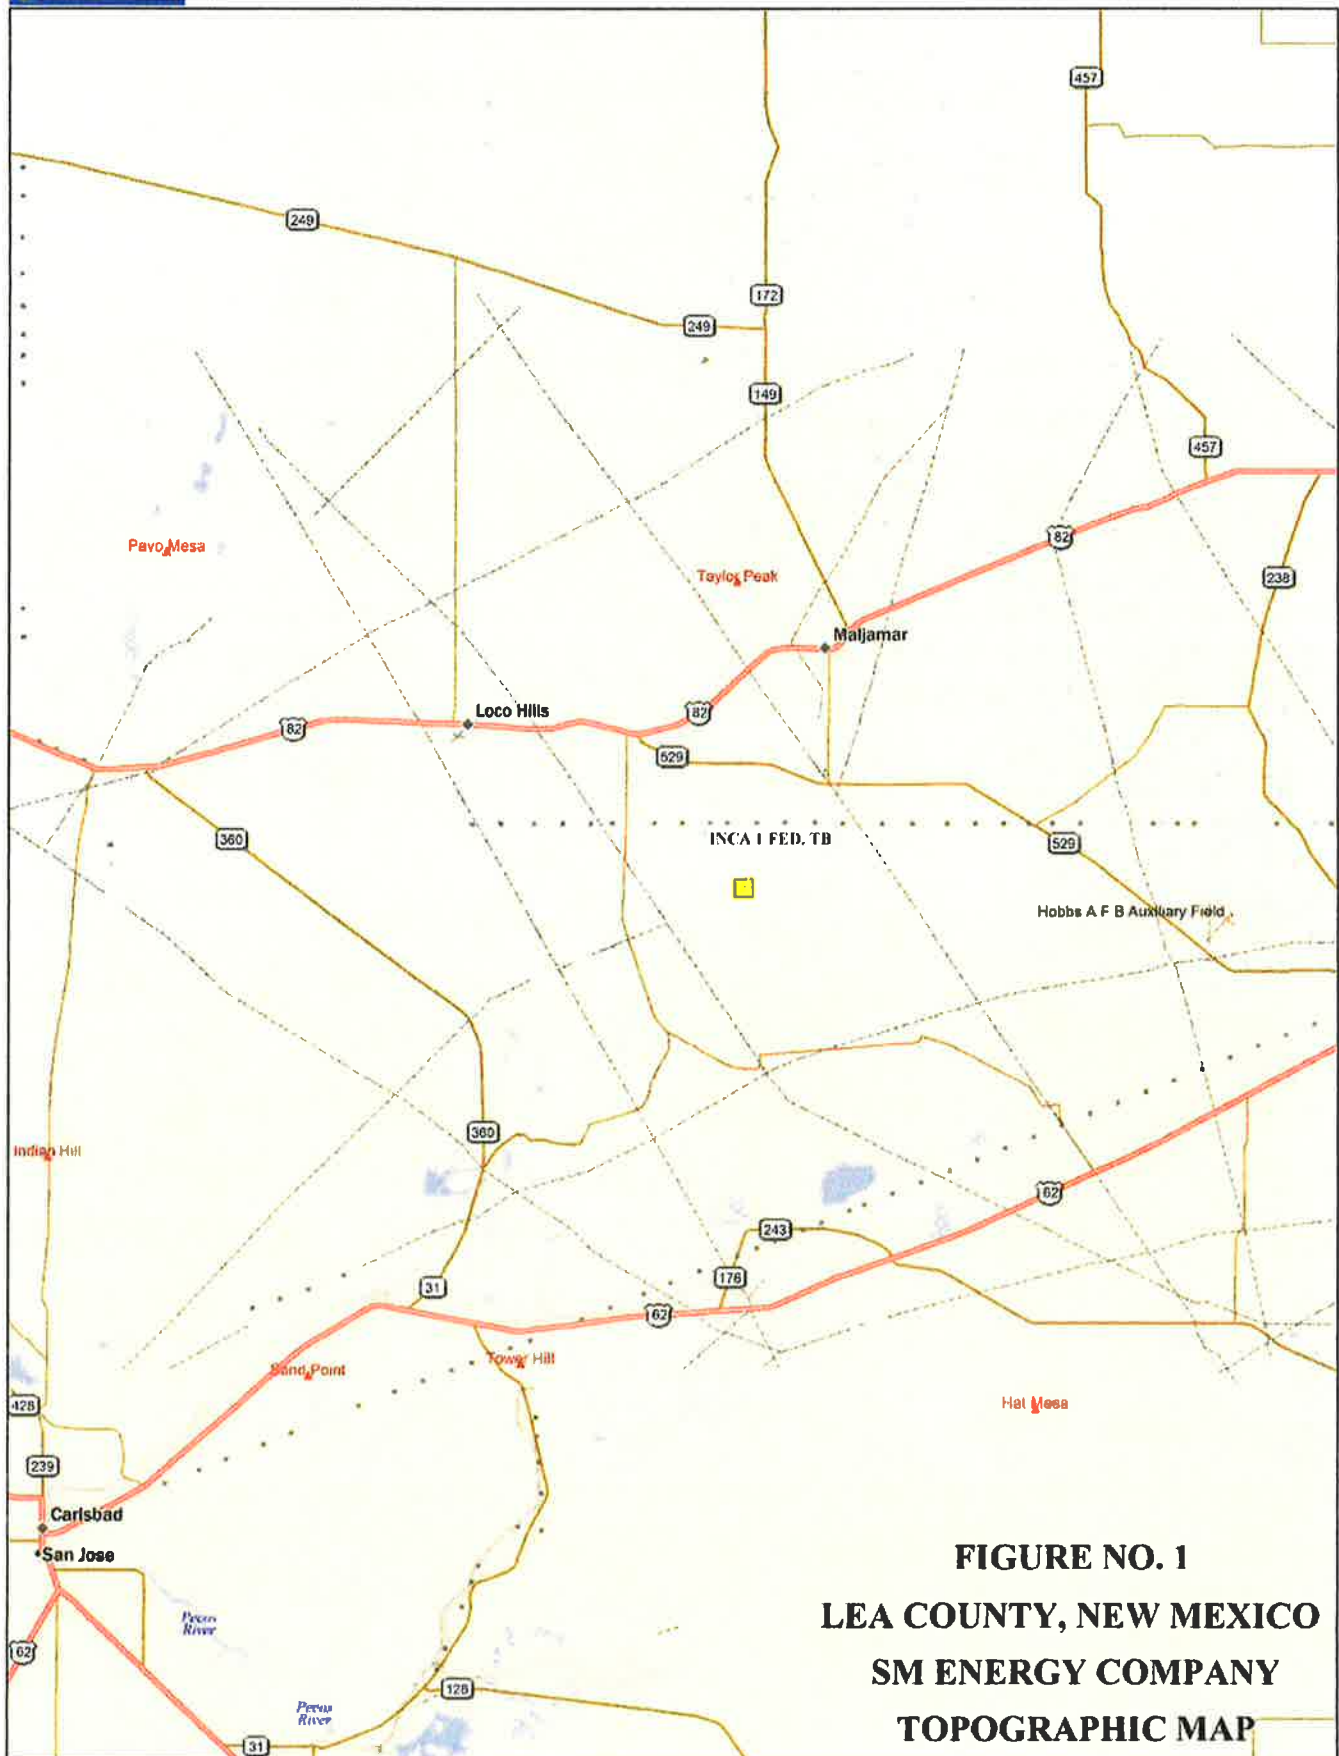 457
249
172
249
149
457
82
Pavo Mesa
Taylor Peak
238
Maljamar
Loco Hills
82
82
529
360
INCA 1 FED. TB
529
Hobbs A F B Auxiliary Field
360
Indian Hill
62
243
176
31
62
Tower Hill
Sand Point
Hat Mesa
428
239
Carlsbad
San Jose
FIGURE NO. 1
LEA COUNTY, NEW MEXICO
SM ENERGY COMPANY
TOPOGRAPHIC MAP
Pecos
River
62
128
Pecos
River
31